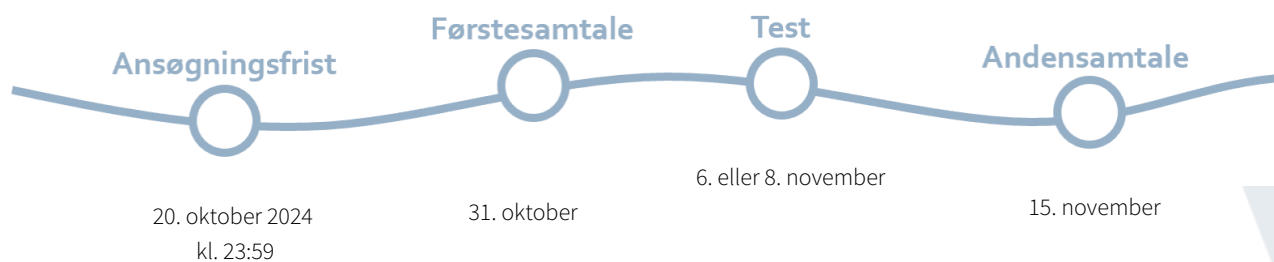 Ansøgningsfrist
20. oktober 2024
kl. 23:59
Førstesamtale
31. oktober
Test
6. eller 8. november
Andensamtale
15. november